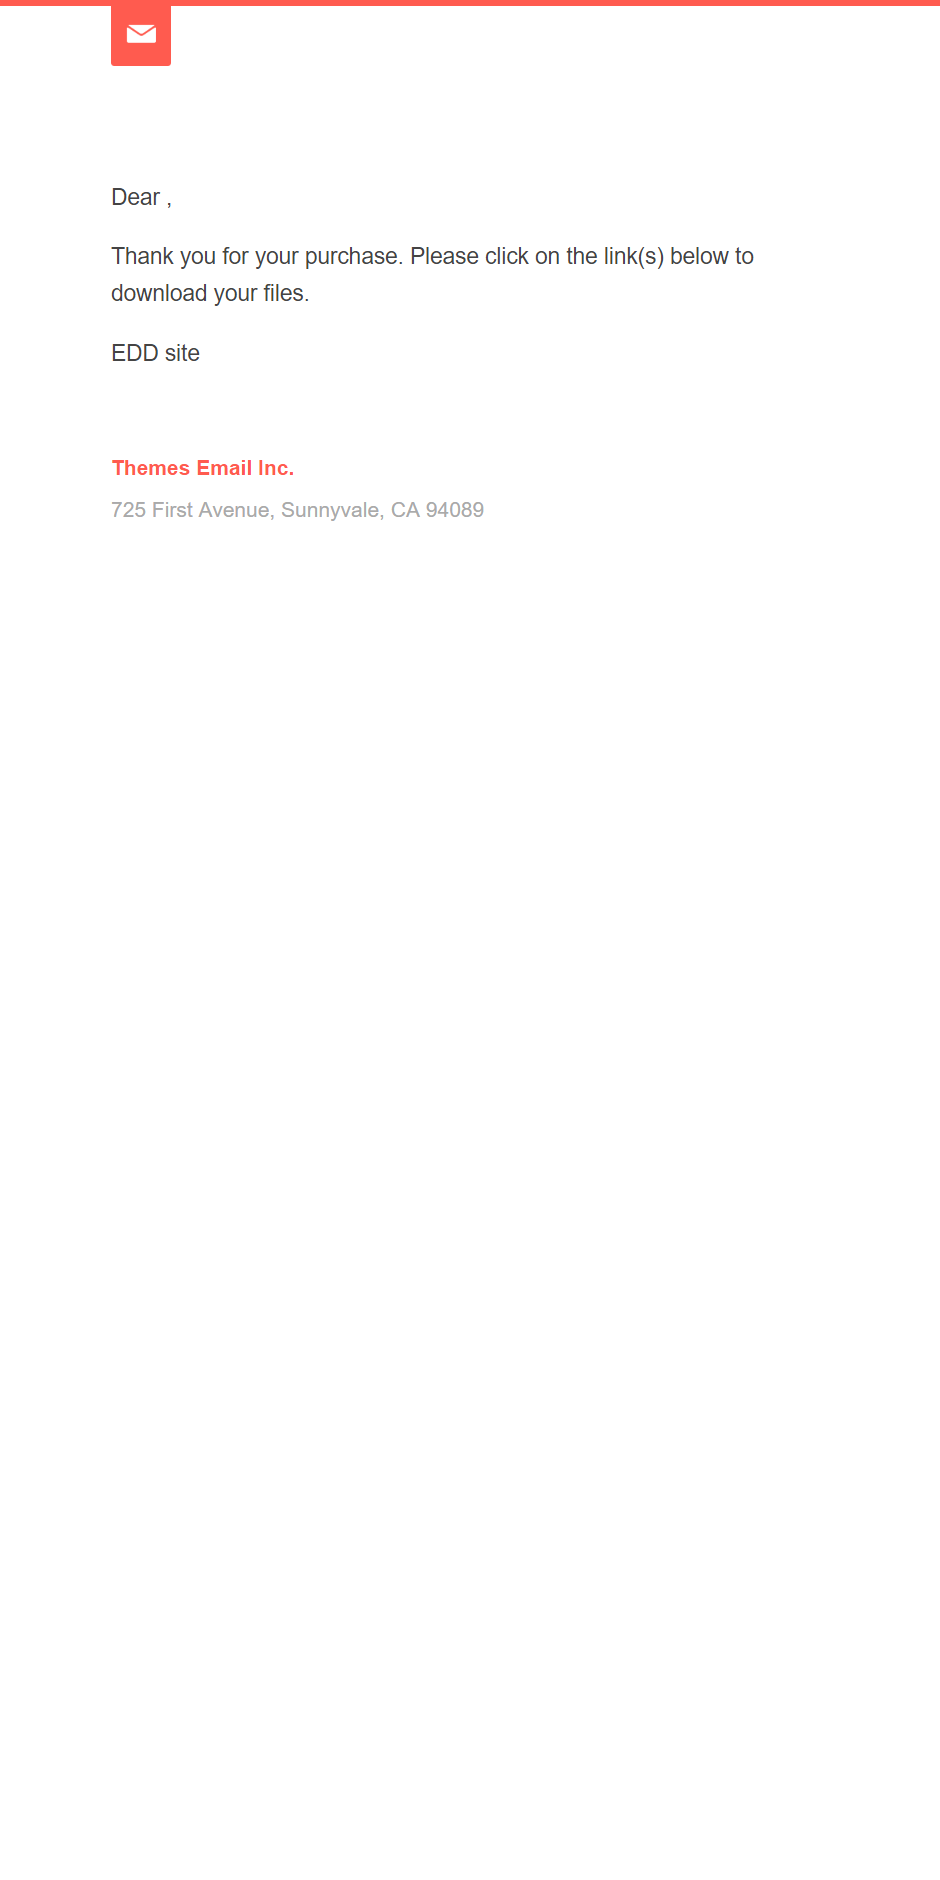 Dear ,
Thank you for your purchase. Please click on the link(s) below to
download your files.
EDD site
Themes Email Inc.
725 First Avenue, Sunnyvale, CA 94089